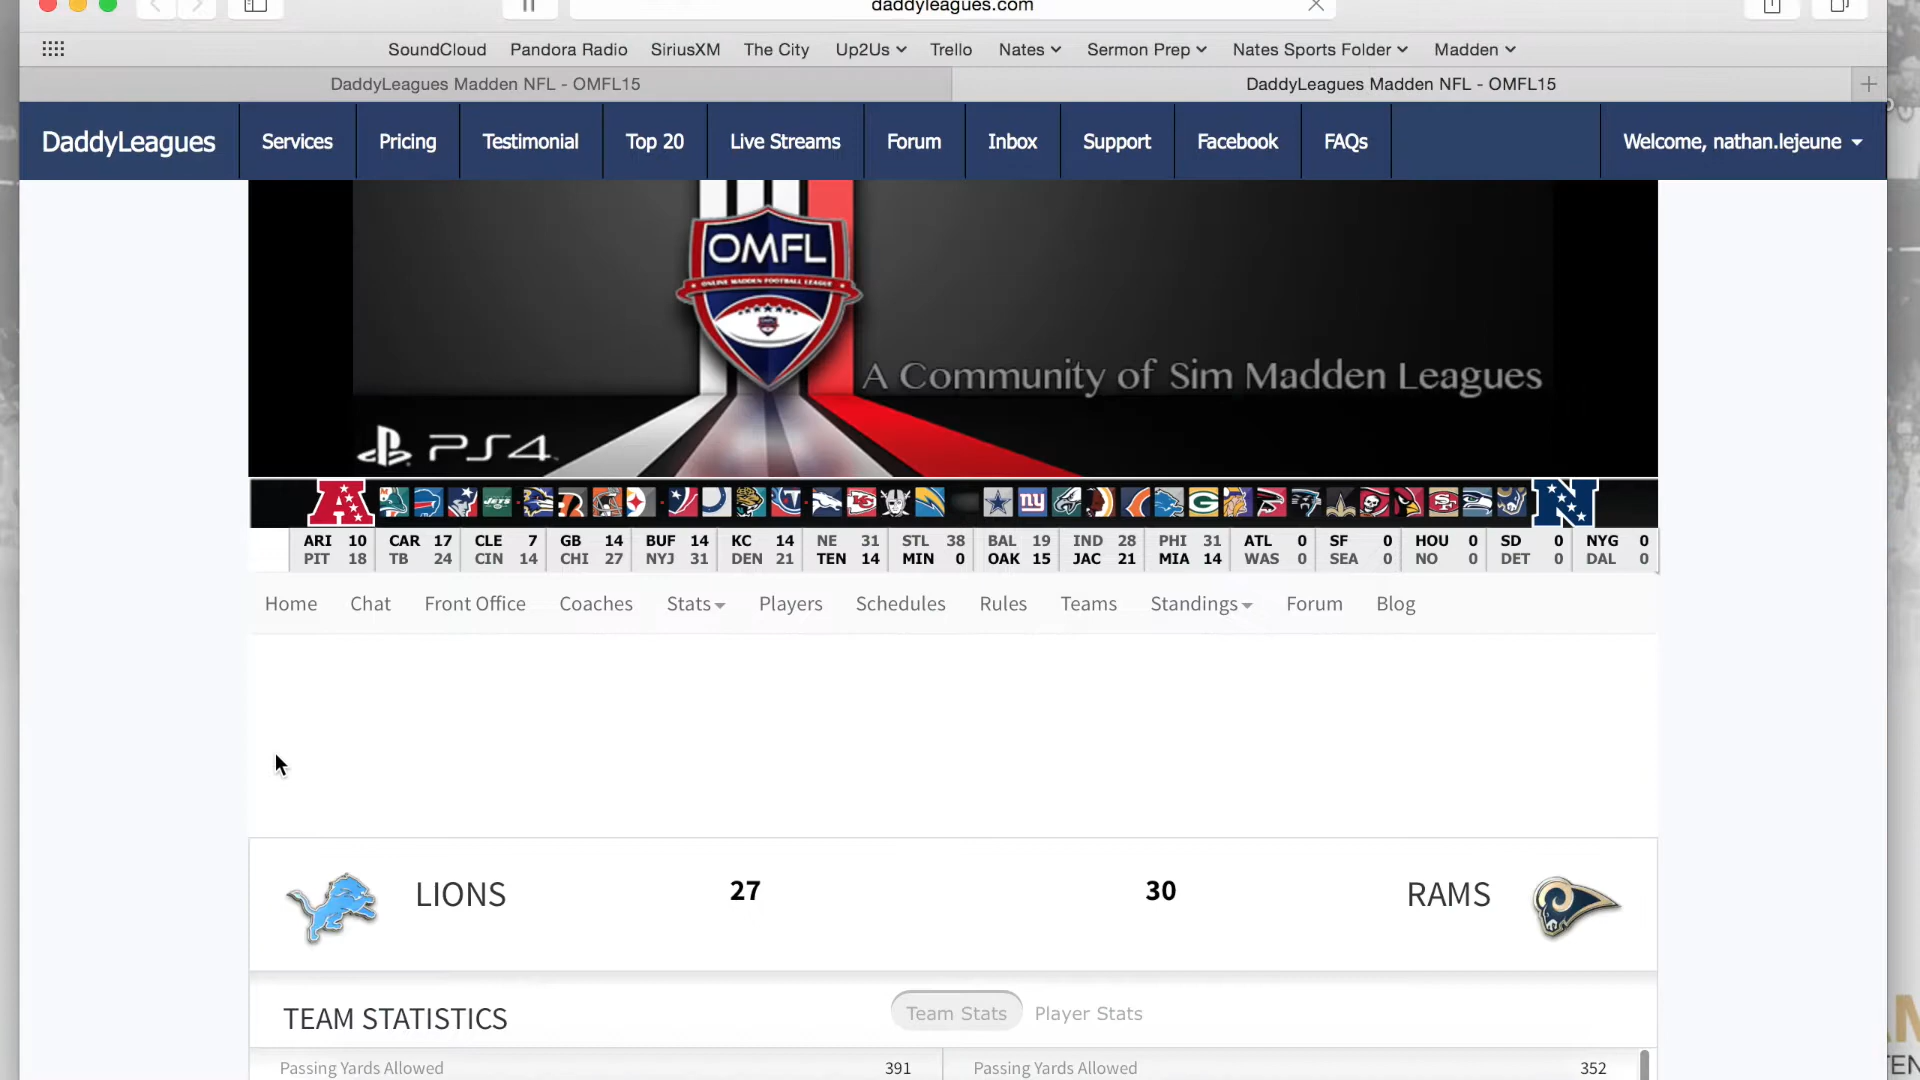 daddyleagues.com
SoundCloud Pandora Radio SiriusXM The City Up2Us Trello Nates Sermon Prep Nates Sports Folder Madden
DaddyLeagues Madden NFL - OMFL15 DaddyLeagues Madden NFL - OMFL15
DaddyLeagues Services Pricing Testimonial Top 20 Live Streams Forum Inbox Support Facebook FAQs Welcome, nathan.lejeune
OMFL
ONLINE MADDEN FOOTBALL LEAGUE
A Community of Sim Madden Leagues
PS4
ARI 10 CAR 17 CLE 7 GB 14 BUF 14 KC 14 NE 31 STL 38 BAL 19 IND 28 PHI 31 ATL 0 SF 0 HOU 0 SD 0 NYG 0
PIT 18 TB 24 CIN 14 CHI 27 NYJ 31 DEN 21 TEN 14 MIN 0 OAK 15 JAC 21 MIA 14 WAS 0 SEA 0 NO 0 DET 0 DAL 0
Home Chat Front Office Coaches Stats Players Schedules Rules Teams Standings Forum Blog
LIONS 27 30 RAMS
TEAM STATISTICS Team Stats Player Stats
Passing Yards Allowed 391 Passing Yards Allowed 352